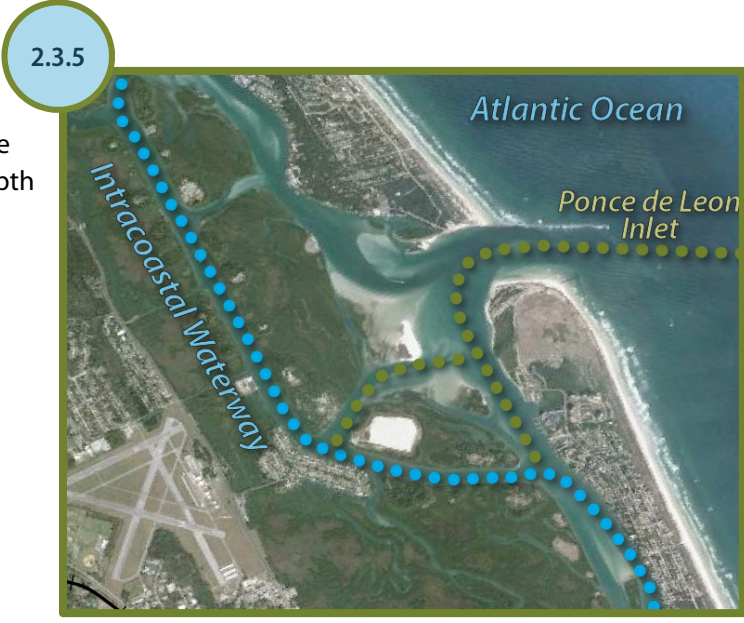 2.3.5
Atlantic Ocean
Ponce de Leon
Inlet
Intracoastal Waterway